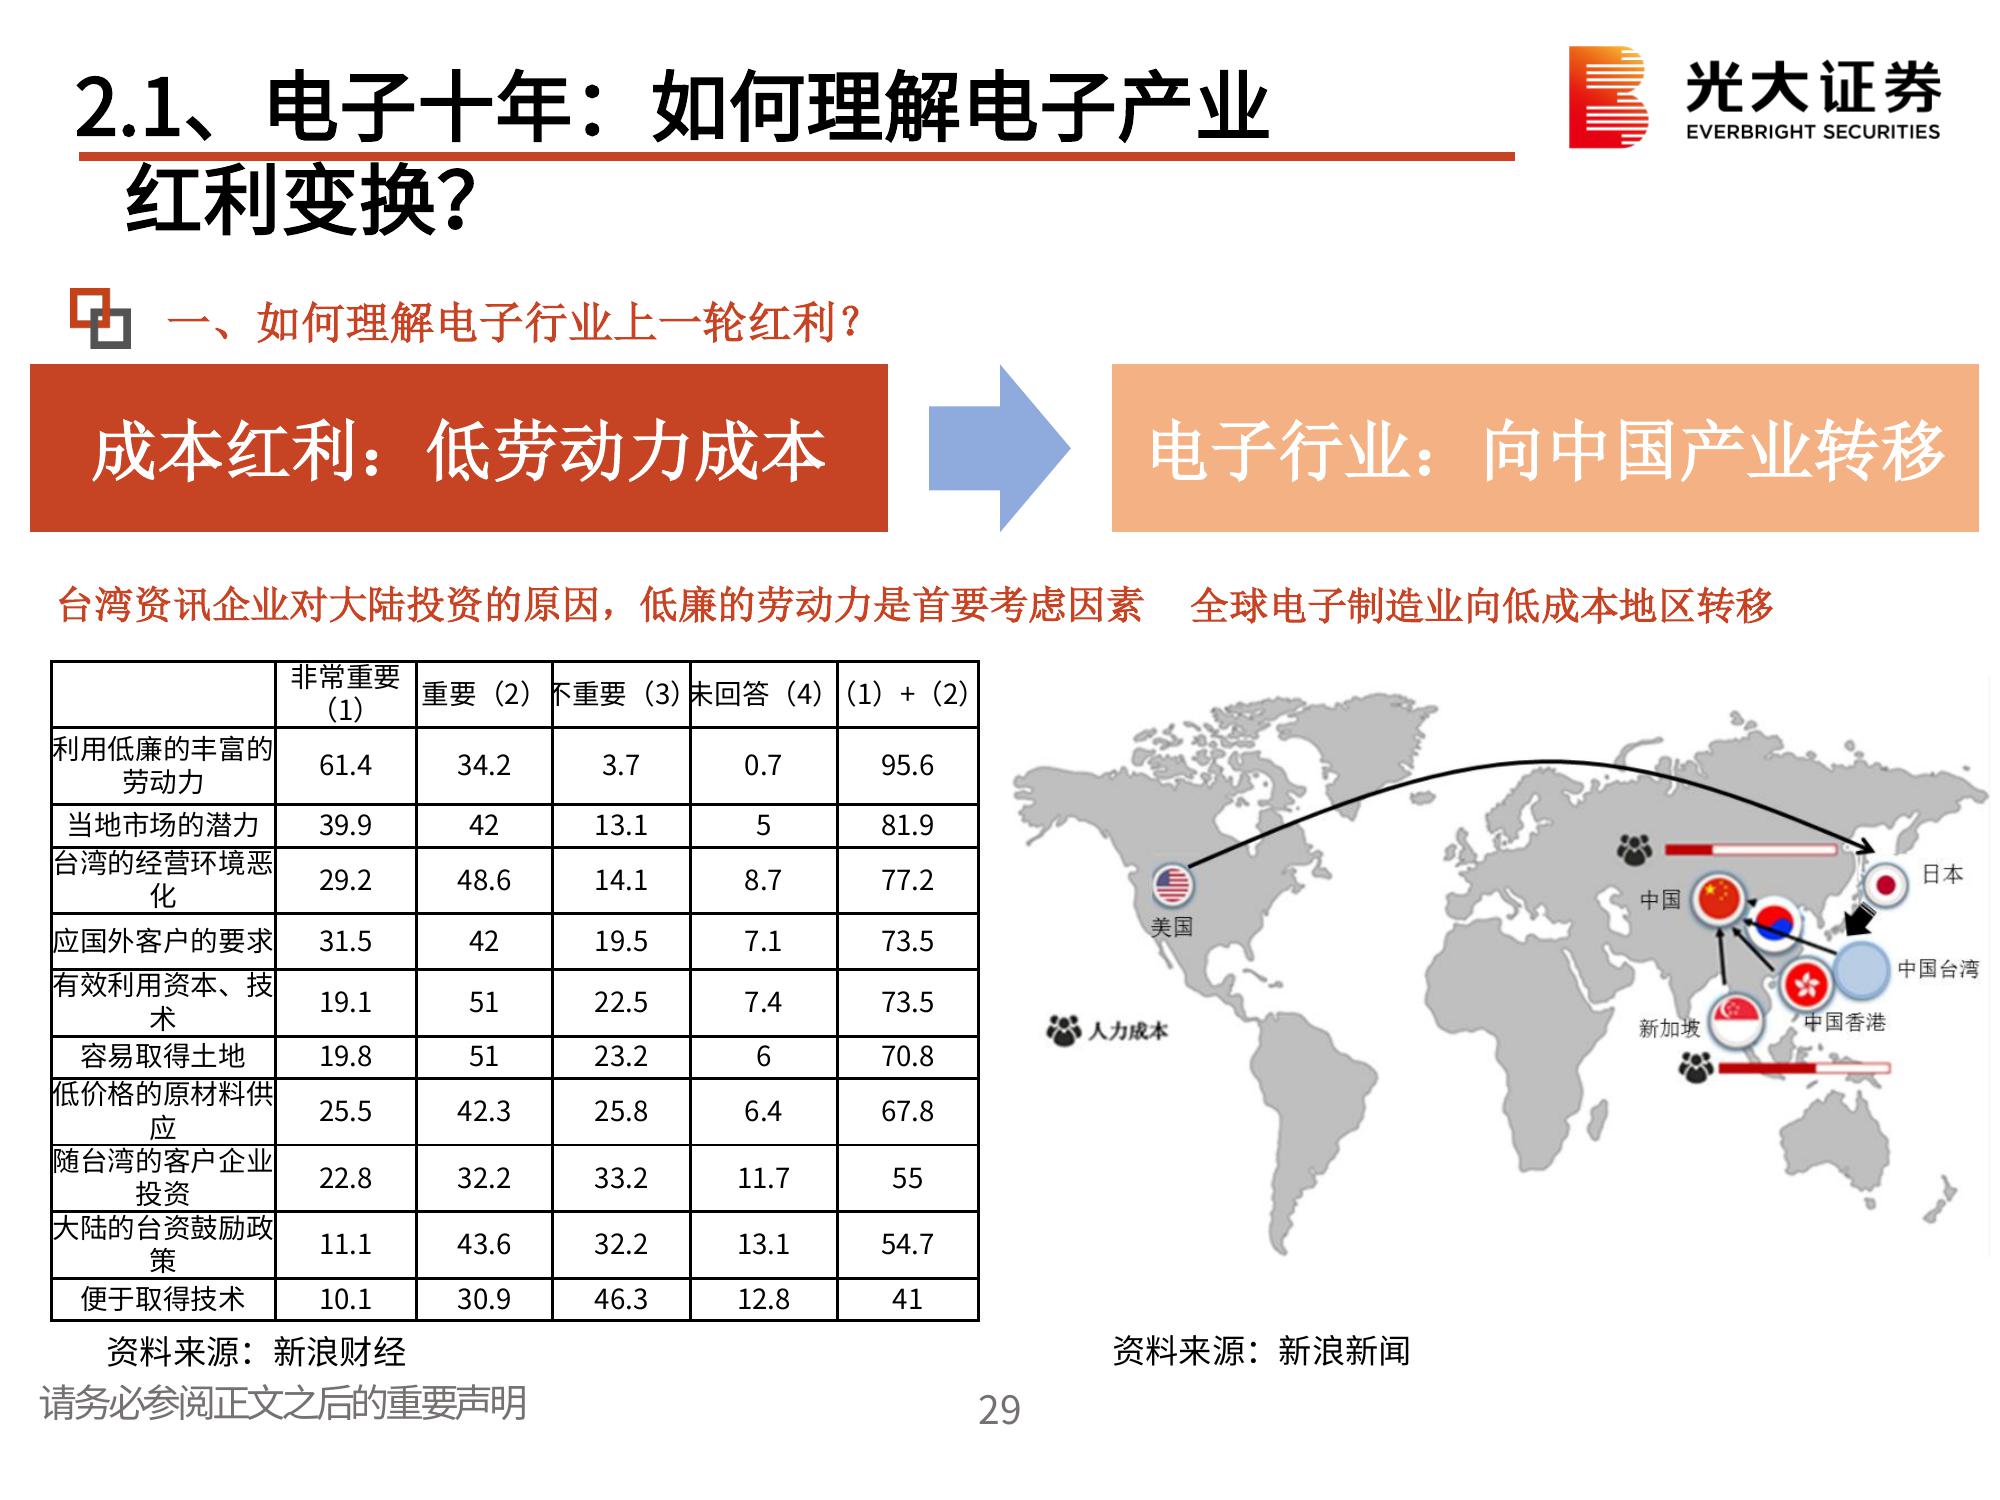 2.1、电子十年：如何理解电子产业
红利变换？
光大证券
EVERBRIGHT SECURITIES
一、如何理解电子行业上一轮红利？
成本红利：低劳动力成本
电子行业：向中国产业转移
台湾资讯企业对大陆投资的原因，低廉的劳动力是首要考虑因素
全球电子制造业向低成本地区转移
非常重要
（1） 重要（2） 不重要（3） 未回答（4） （1）+（2）
利用低廉的丰富的
劳动力 61.4 34.2 3.7 0.7 95.6
当地市场的潜力 39.9 42 13.1 5 81.9
台湾的经营环境恶
化 29.2 48.6 14.1 8.7 77.2
应国外客户的要求 31.5 42 19.5 7.1 73.5
有效利用资本、技
术 19.1 51 22.5 7.4 73.5
容易取得土地 19.8 51 23.2 6 70.8
低价格的原材料供
应 25.5 42.3 25.8 6.4 67.8
随台湾的客户企业
投资 22.8 32.2 33.2 11.7 55
大陆的台资鼓励政
策 11.1 43.6 32.2 13.1 54.7
便于取得技术 10.1 30.9 46.3 12.8 41
日本
中国
美国
中国台湾
中国香港
新加坡
人力成本
资料来源：新浪财经
资料来源：新浪新闻
请务必参阅正文之后的重要声明
29